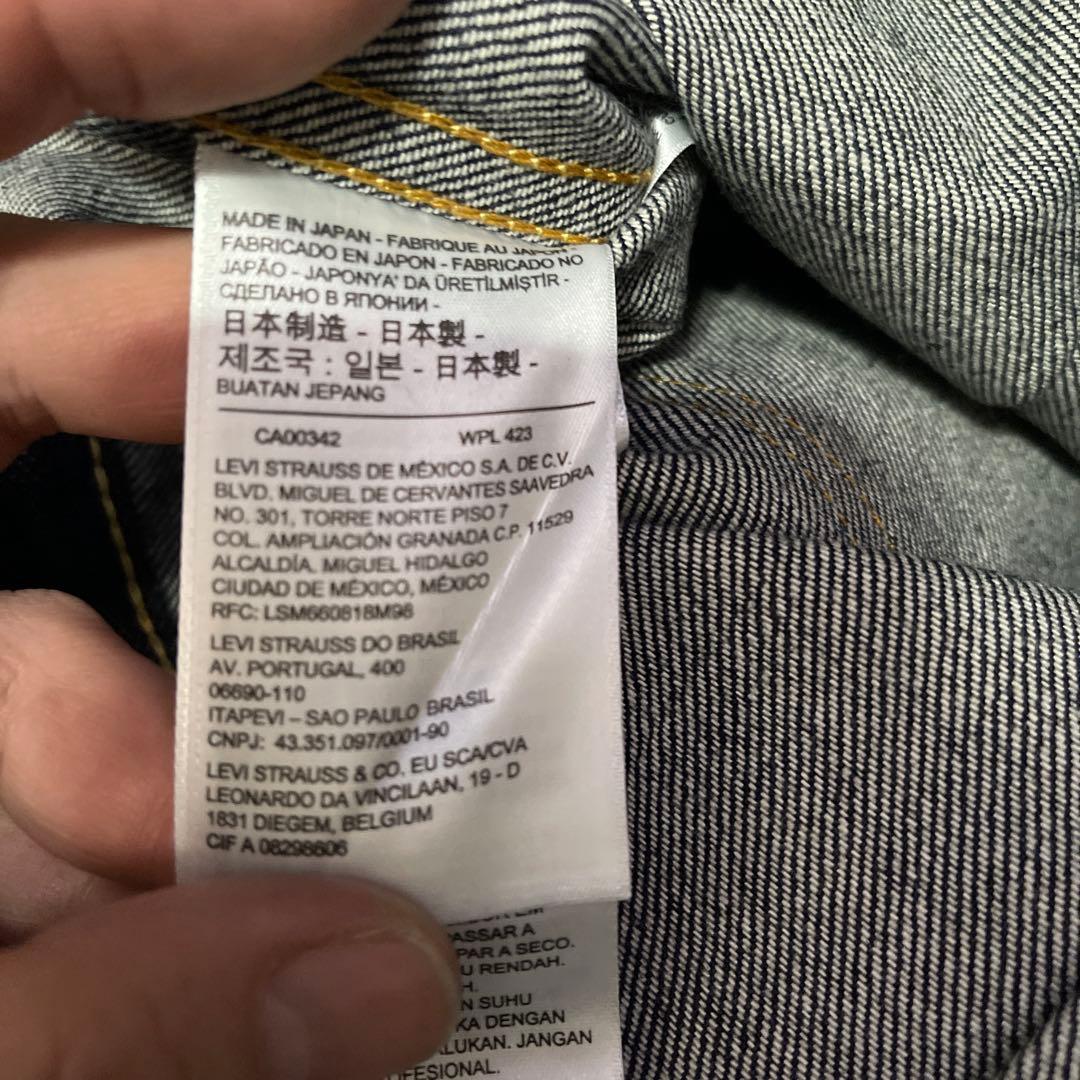 MADE IN JAPAN - FABRIQUE AU JAPON -
FABRICADO EN JAPON - FABRICADO NO
JAPÃO - JAPONYA' DA ÜRETİLMİŞTİR -
СДЕЛАНО В ЯПОНИИ -
日本制造 - 日本製 -
제조국 : 일본 - 日本製 -
BUATAN JEPANG
CA00342 WPL 423
LEVI STRAUSS DE MÉXICO S.A. DE C.V.
BLVD. MIGUEL DE CERVANTES SAAVEDRA
NO. 301, TORRE NORTE PISO 7
COL. AMPLIACIÓN GRANADA C.P. 11529
ALCALDÍA. MIGUEL HIDALGO
CIUDAD DE MÉXICO, MÉXICO
RFC: LSM660818M98
LEVI STRAUSS DO BRASIL
AV. PORTUGAL, 400
06690-110
ITAPEVI – SAO PAULO BRASIL
CNPJ: 43.351.097/0001-90
LEVI STRAUSS & CO. EU SCA/CVA
LEONARDO DA VINCILAAN, 19 - D
1831 DIEGEM, BELGIUM
CIF A 08298606
EM
PASSAR A
A SECO.
RENDAH.
SUHU
DENGAN
JANGAN